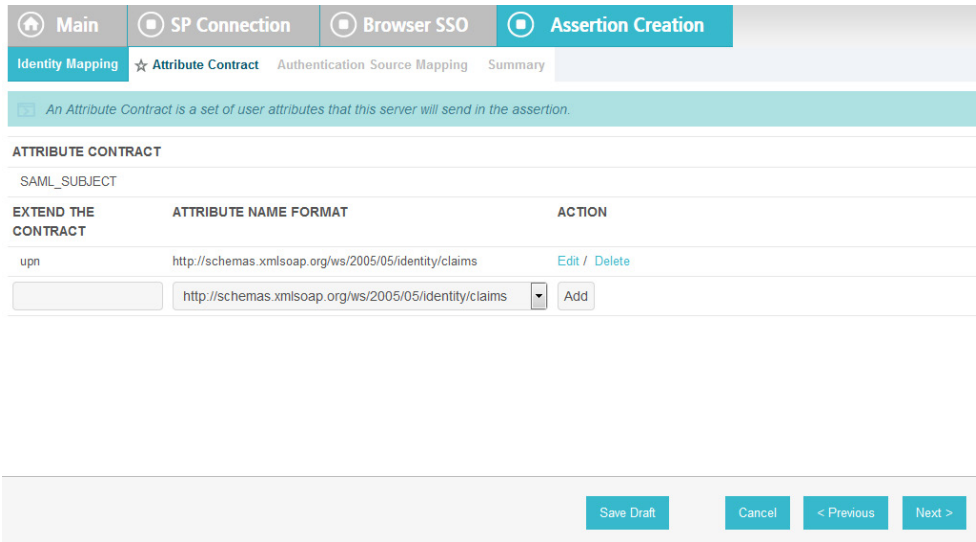 Main SP Connection Browser SSO Assertion Creation
Identity Mapping Attribute Contract Authentication Source Mapping Summary
An Attribute Contract is a set of user attributes that this server will send in the assertion.
ATTRIBUTE CONTRACT
SAML_SUBJECT
EXTEND THE CONTRACT ATTRIBUTE NAME FORMAT ACTION
upn http://schemas.xmlsoap.org/ws/2005/05/identity/claims Edit / Delete
http://schemas.xmlsoap.org/ws/2005/05/identity/claims Add
Save Draft Cancel < Previous Next >